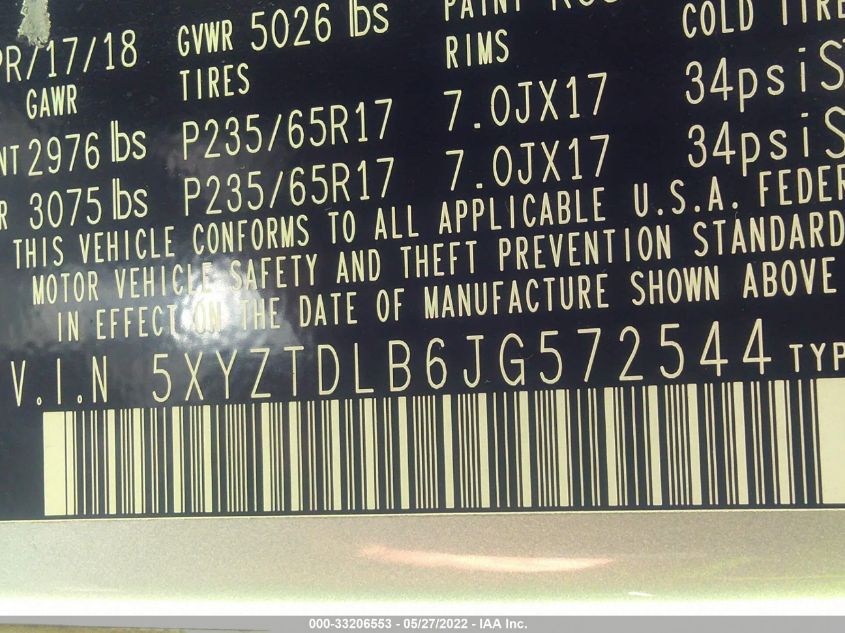 PR/17/18 GVWR 5026 lbs
GAWR TIRES RIMS COLD TIRE
NT 2976 lbs P235/65R17 7.0JX17 34psi
R 3075 lbs P235/65R17 7.0JX17 34psi
THIS VEHICLE CONFORMS TO ALL APPLICABLE U.S.A. FEDER
MOTOR VEHICLE SAFETY AND THEFT PREVENTION STANDARD
IN EFFECT ON THE DATE OF MANUFACTURE SHOWN ABOVE
V.I.N 5XYZTDLB6JG572544 TYP
000-33206553 - 05/27/2022 - IAA Inc.